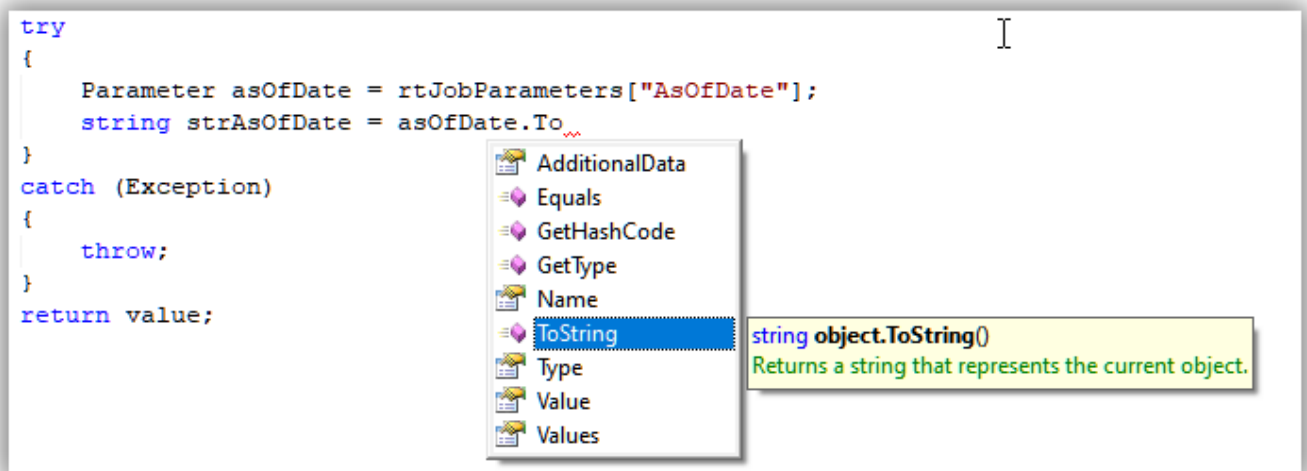 try
{
    Parameter asOfDate = rtJobParameters["AsOfDate"];
    string strAsOfDate = asOfDate.To
}
catch (Exception)
{
    throw;
}
return value;
AdditionalData
Equals
GetHashCode
GetType
Name
ToString
Type
Value
Values
string object.ToString()
Returns a string that represents the current object.